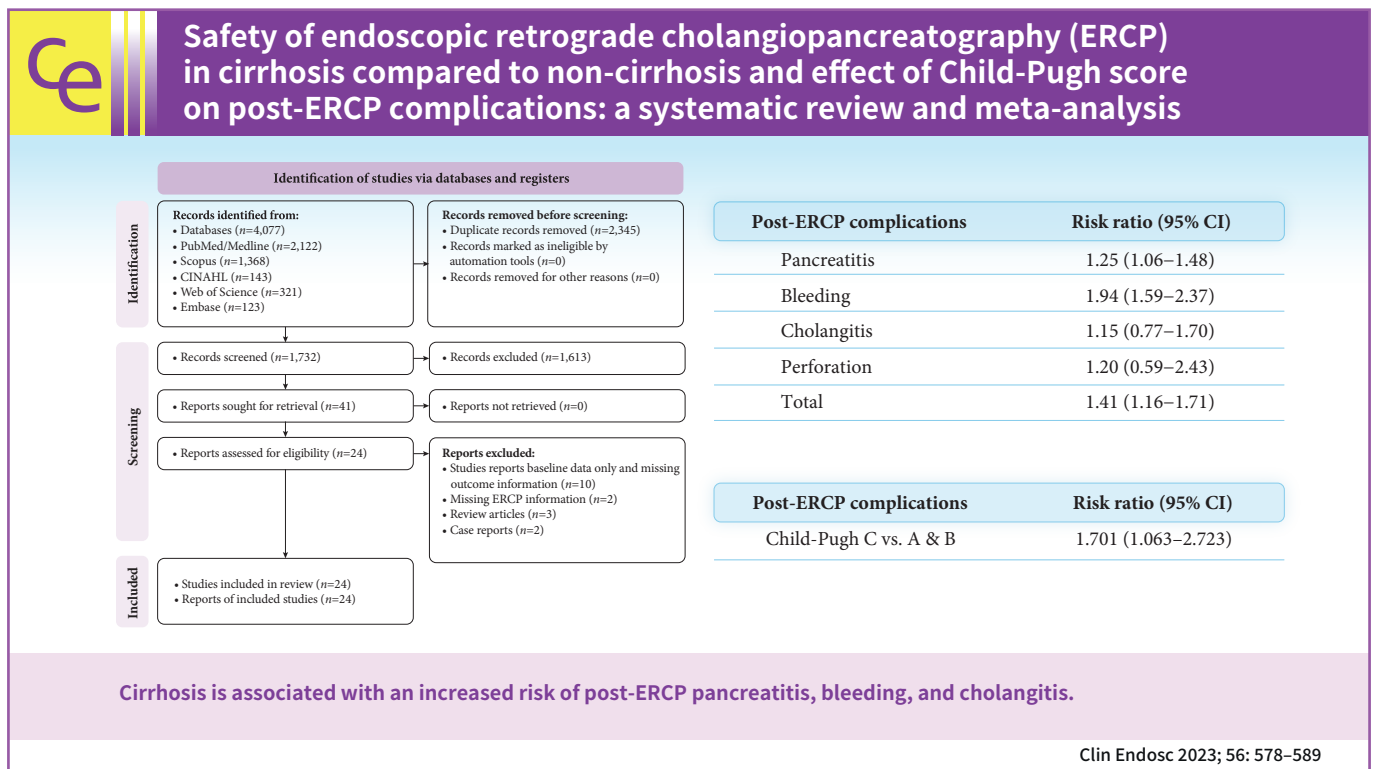 Ce
Safety of endoscopic retrograde cholangiopancreatography (ERCP)
in cirrhosis compared to non-cirrhosis and effect of Child-Pugh score
on post-ERCP complications: a systematic review and meta-analysis
Identification of studies via databases and registers
Identification
Records identified from:
• Databases (n=4,077)
• PubMed/Medline (n=2,122)
• Scopus (n=1,368)
• CINAHL (n=143)
• Web of Science (n=321)
• Embase (n=123)
Records removed before screening:
• Duplicate records removed (n=2,345)
• Records marked as ineligible by
automation tools (n=0)
• Records removed for other reasons (n=0)
Screening
• Records screened (n=1,732)
• Records excluded (n=1,613)
• Reports sought for retrieval (n=41)
• Reports not retrieved (n=0)
• Reports assessed for eligibility (n=24)
Reports excluded:
• Studies reports baseline data only and missing
outcome information (n=10)
• Missing ERCP information (n=2)
• Review articles (n=3)
• Case reports (n=2)
Included
• Studies included in review (n=24)
• Reports of included studies (n=24)
Post-ERCP complications Risk ratio (95% CI)
Pancreatitis 1.25 (1.06–1.48)
Bleeding 1.94 (1.59–2.37)
Cholangitis 1.15 (0.77–1.70)
Perforation 1.20 (0.59–2.43)
Total 1.41 (1.16–1.71)
Post-ERCP complications Risk ratio (95% CI)
Child-Pugh C vs. A & B 1.701 (1.063–2.723)
Cirrhosis is associated with an increased risk of post-ERCP pancreatitis, bleeding, and cholangitis.
Clin Endosc 2023; 56: 578–589